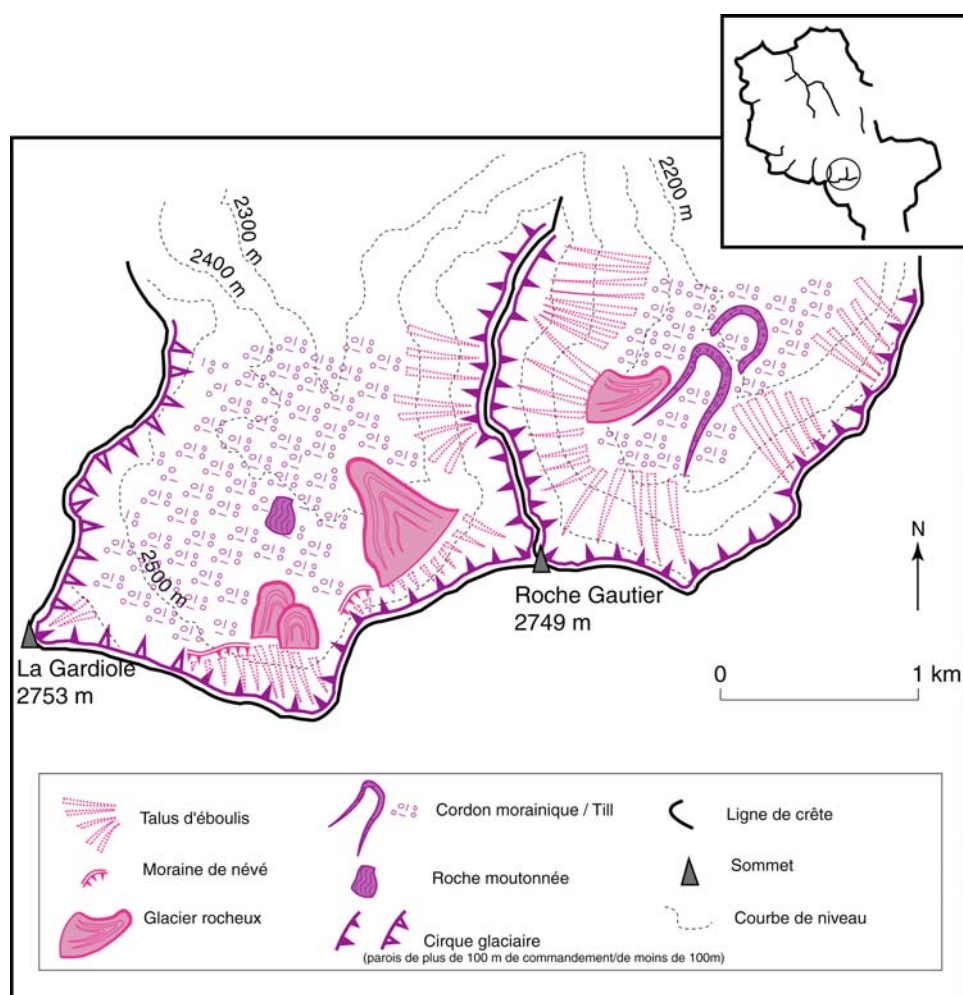 2200 m
2300 m
2400 m
2500 m
N
Roche Gautier
2749 m
La Gardiole
2753 m
0 1 km
Talus d'éboulis
Cordon morainique / Till
Ligne de crête
Moraine de névé
Roche moutonnée
Sommet
Glacier rocheux
Cirque glaciaire
Courbe de niveau
(parois de plus de 100 m de commandement/de moins de 100m)